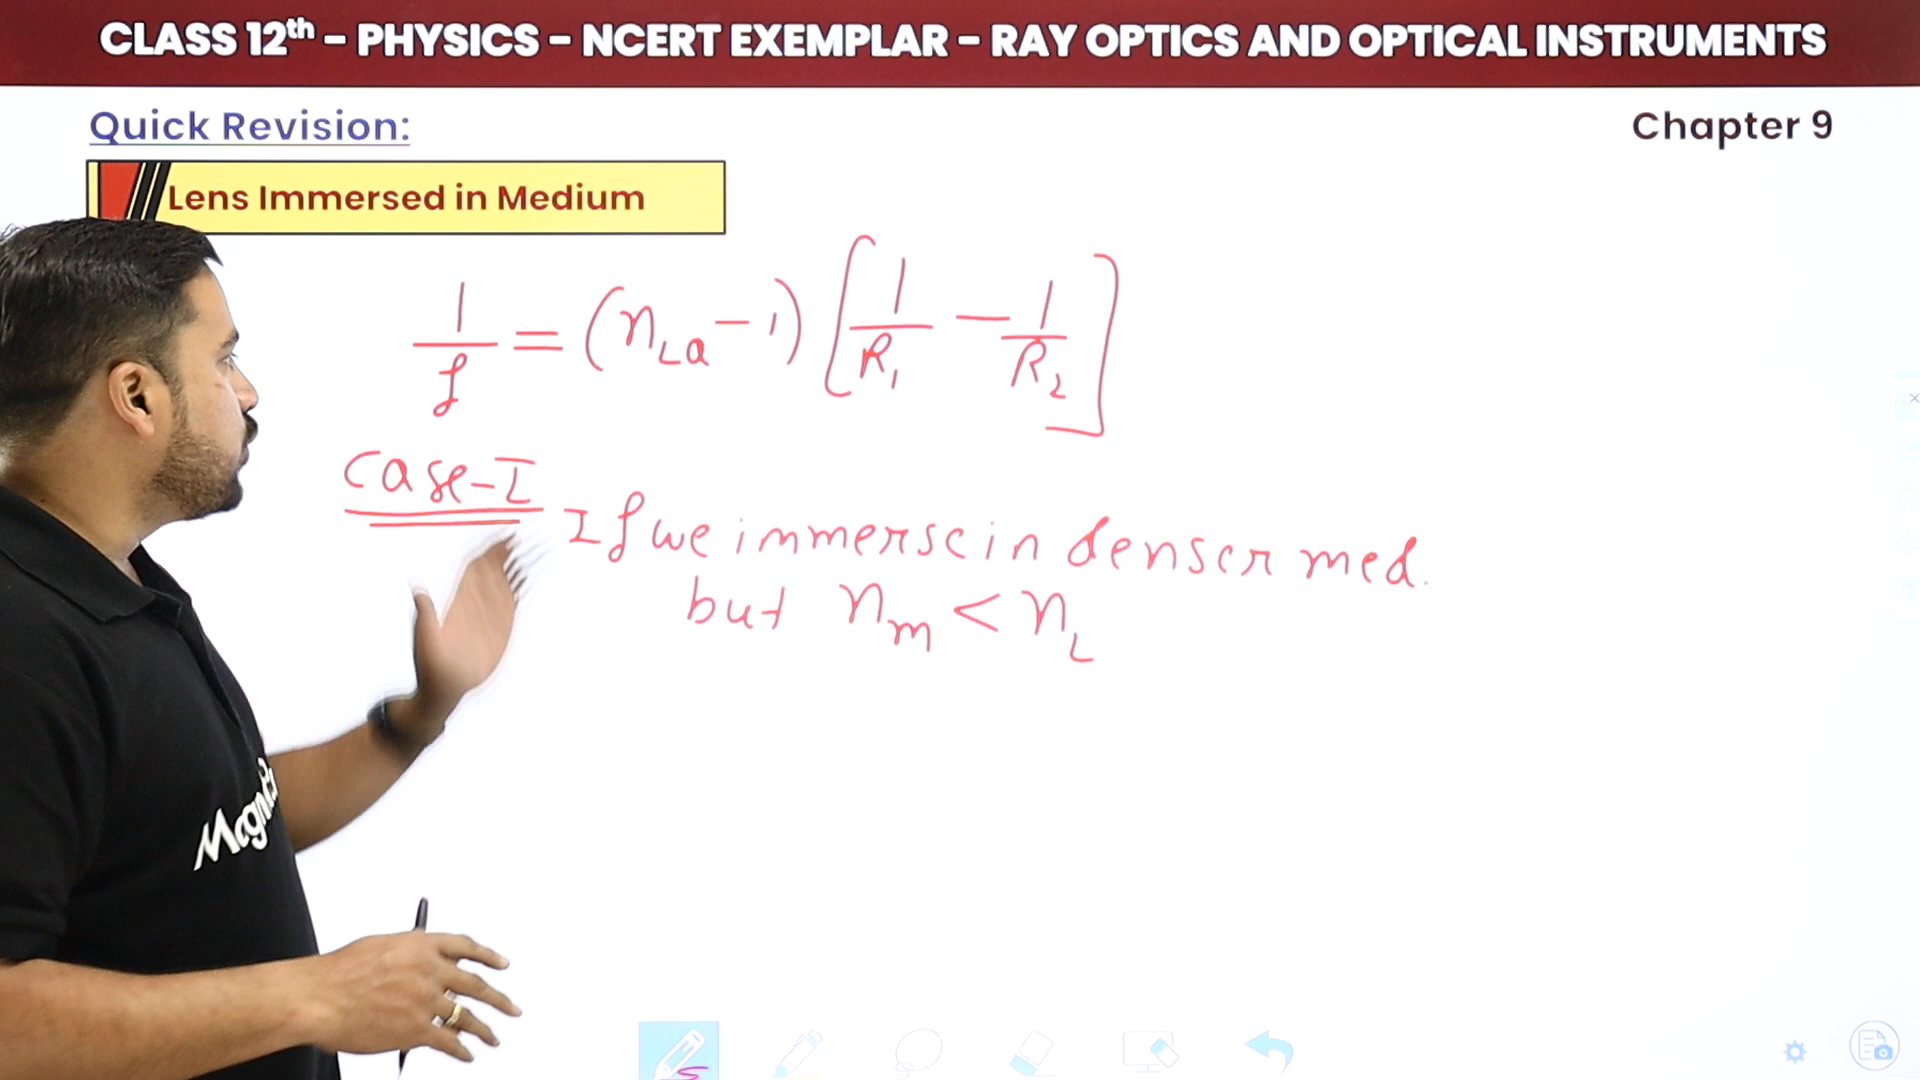 CLASS 12th – PHYSICS – NCERT EXEMPLAR – RAY OPTICS AND OPTICAL INSTRUMENTS
Quick Revision:
Chapter 9
Lens Immersed in Medium
1/f = (n_La - 1) [1/R_1 - 1/R_2]
Case-I
If we immerse in denser med.
but n_m < n_L